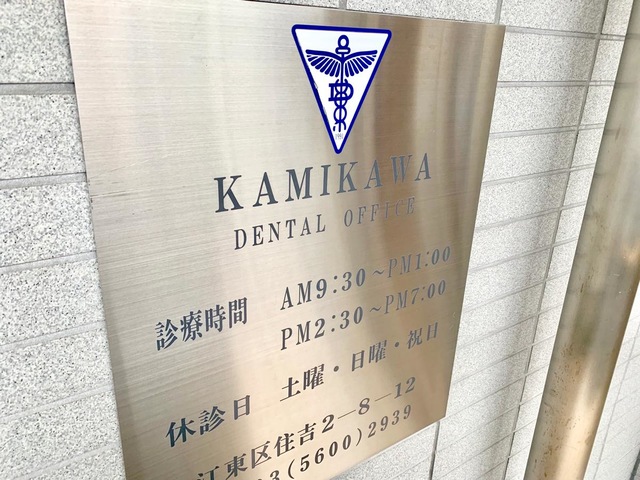 KAMIKAWA
DENTAL OFFICE
診療時間 AM9:30~PM1:00
PM2:30~PM7:00
休診日 土曜・日曜・祝日
江東区住吉2-8-12
3(5600)2939